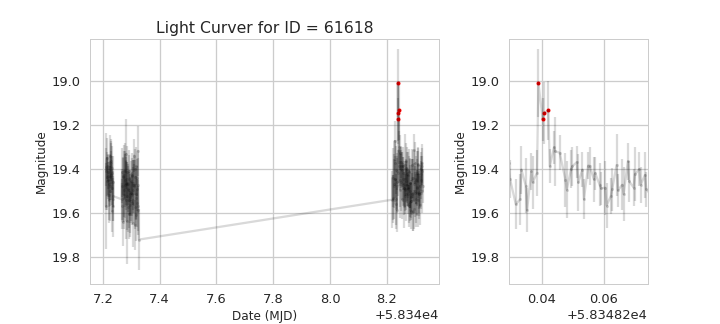 Light Curver for ID = 61618
Magnitude
19.0
19.2
19.4
19.6
19.8
7.2 7.4 7.6 7.8 8.0 8.2
Date (MJD)
+5.834e4
Magnitude
19.0
19.2
19.4
19.6
19.8
0.04 0.06
+5.83482e4